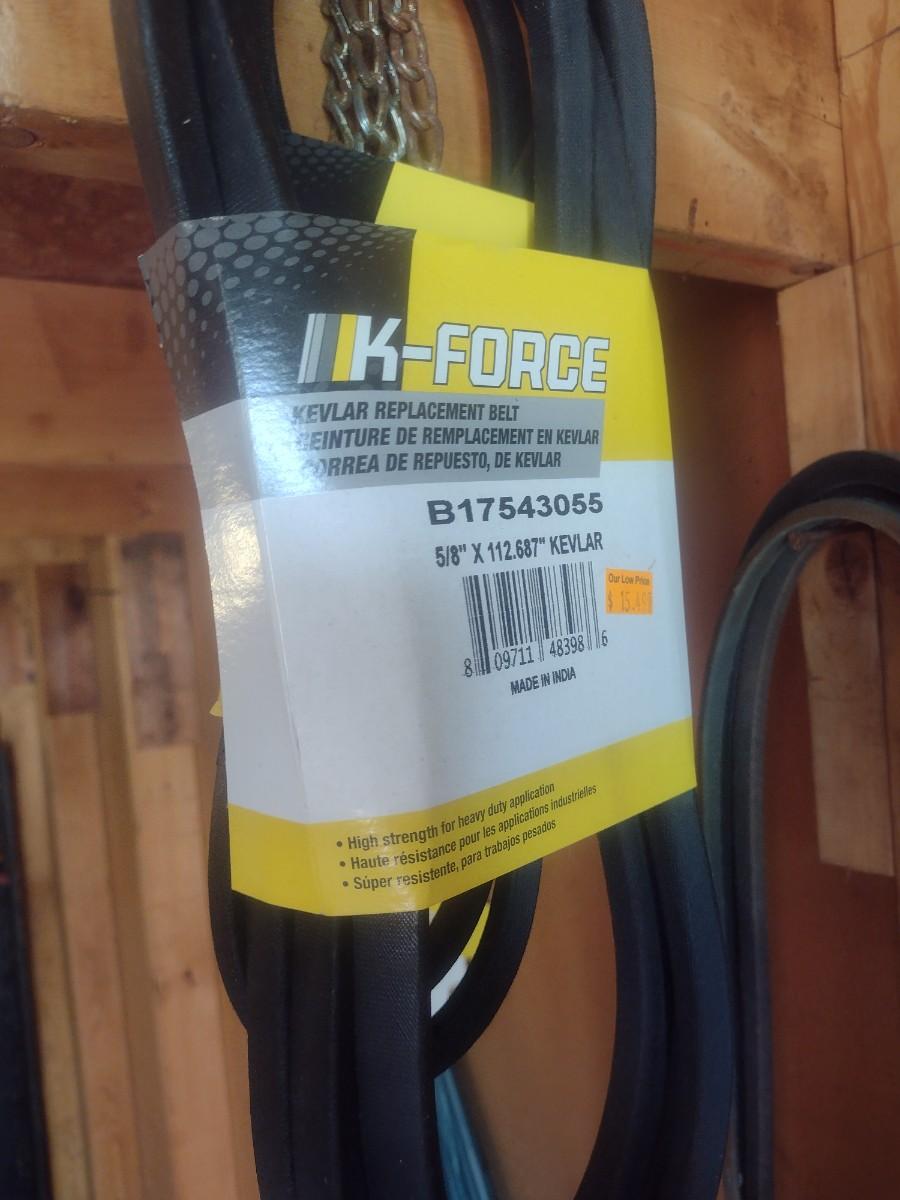 K-FORCE
KEVLAR REPLACEMENT BELT
CEINTURE DE REMPLACEMENT EN KEVLAR
CORREA DE REPUESTO, DE KEVLAR
B17543055
5/8" X 112.687" KEVLAR
Our Low Price
$ 15.49
8 09711 48398 6
MADE IN INDIA
• High strength for heavy duty application
• Haute résistance pour les applications industrielles
• Súper resistente, para trabajos pesados